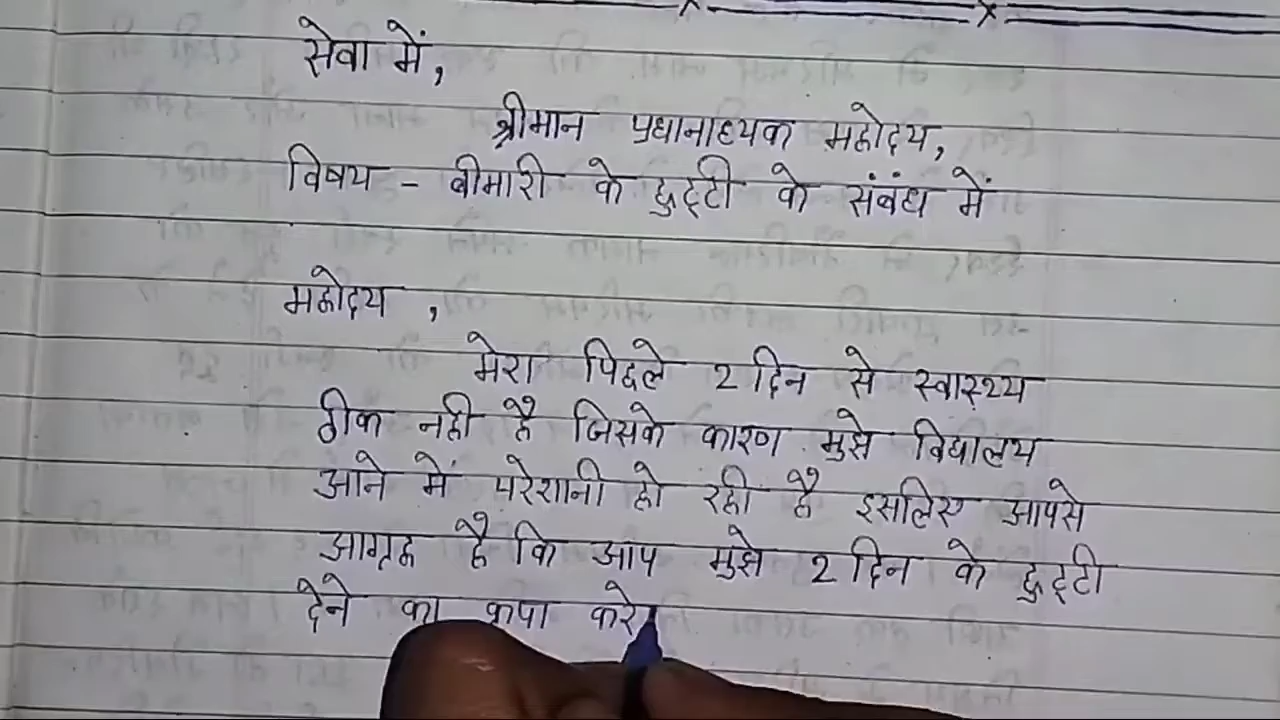 सेवा में,
श्रीमान प्रधानाध्यक महोदय,
विषय - बीमारी के छुट्टी के संबंध में
महोदय ,
मेरा पिछले 2 दिन से स्वास्थ्य
ठीक नही है जिसके कारण मुझे विद्यालय
आने में परेशानी हो रही है इसलिए आपसे
आग्रह है कि आप मुझे 2 दिन के छुट्टी
देने का कृपा करे